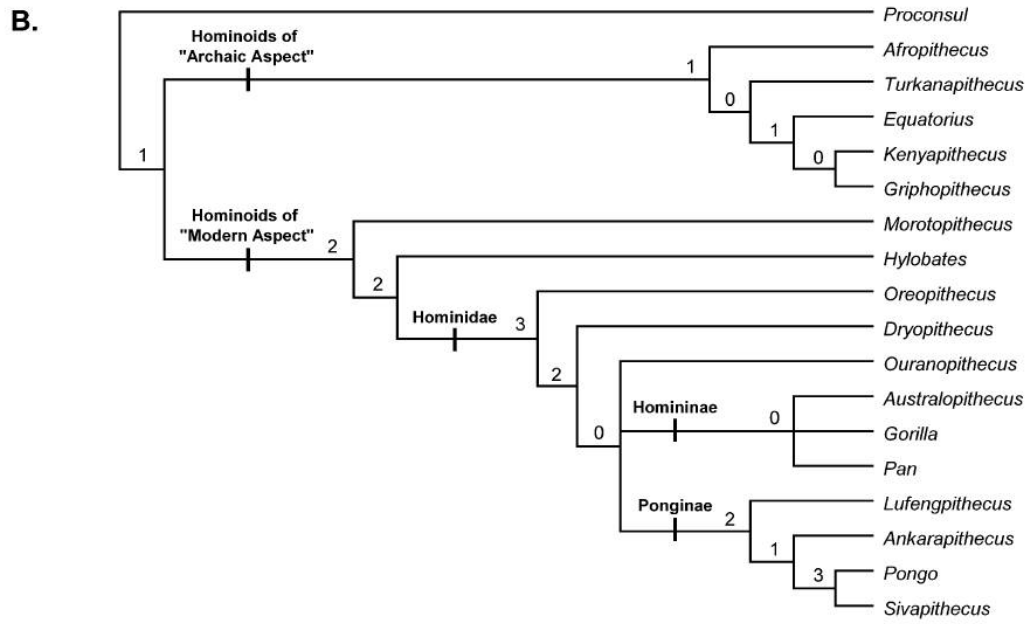 B.
Proconsul
Hominoids of
"Archaic Aspect"
1
Afropithecus
0
Turkanapithecus
1
Equatorius
0
Kenyapithecus
Griphopithecus
1
Hominoids of
"Modern Aspect"
2
Morotopithecus
2
Hylobates
Hominidae
3
Oreopithecus
2
Dryopithecus
0
Ouranopithecus
Homininae
0
Australopithecus
Gorilla
Pan
Ponginae
2
Lufengpithecus
1
Ankarapithecus
3
Pongo
Sivapithecus